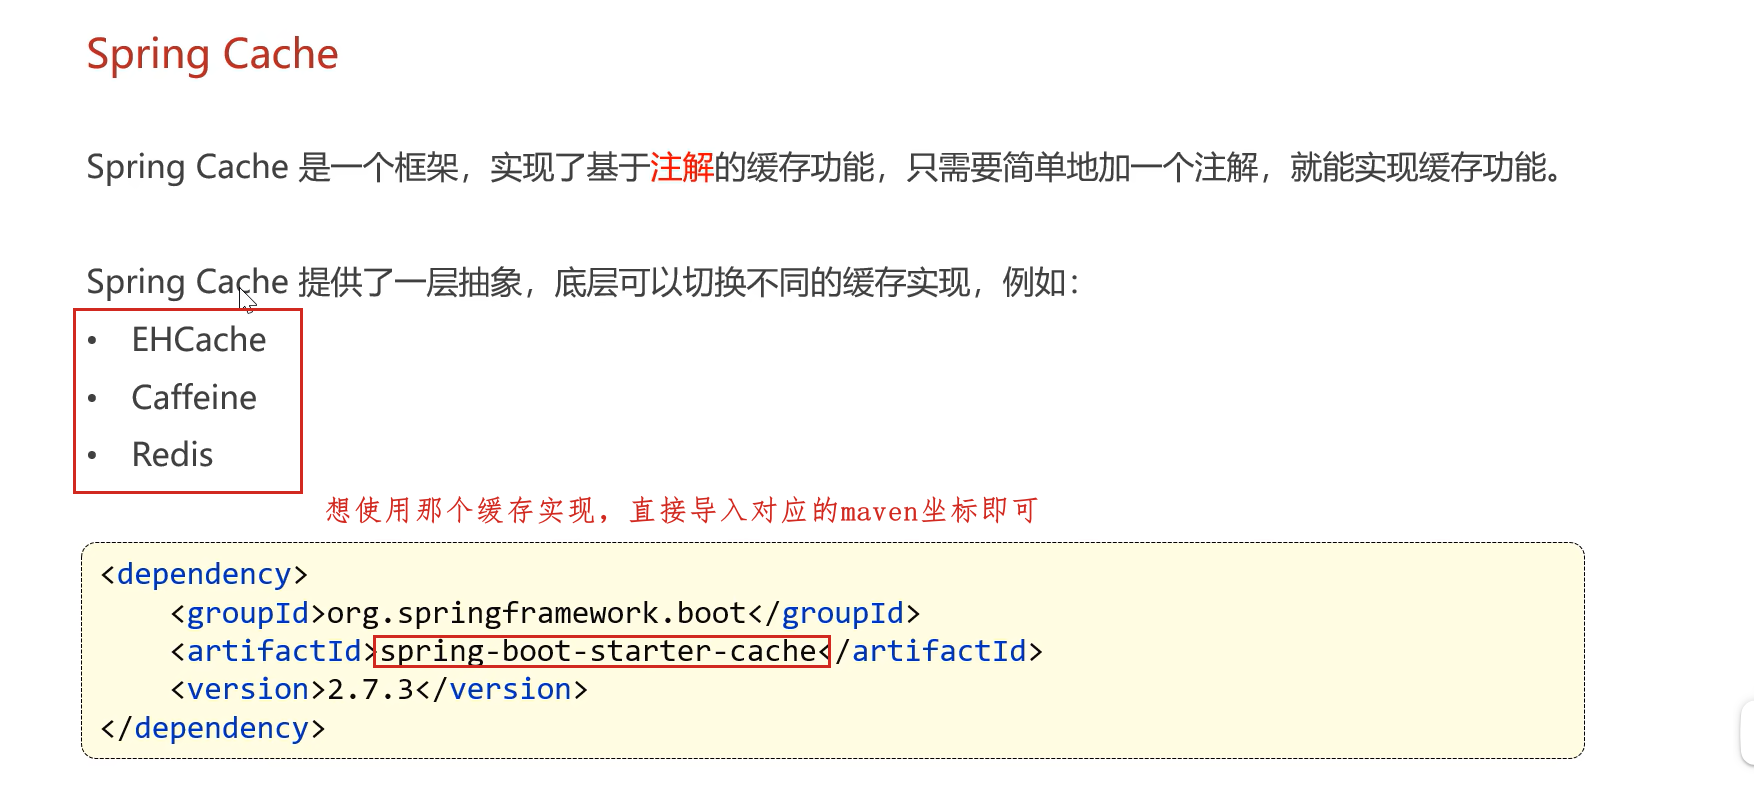 Spring Cache
Spring Cache 是一个框架，实现了基于注解的缓存功能，只需要简单地加一个注解，就能实现缓存功能。
Spring Cache 提供了一层抽象，底层可以切换不同的缓存实现，例如：
• EHCache
• Caffeine
• Redis
想使用那个缓存实现，直接导入对应的maven坐标即可
<dependency>
    <groupId>org.springframework.boot</groupId>
    <artifactId>spring-boot-starter-cache</artifactId>
    <version>2.7.3</version>
</dependency>